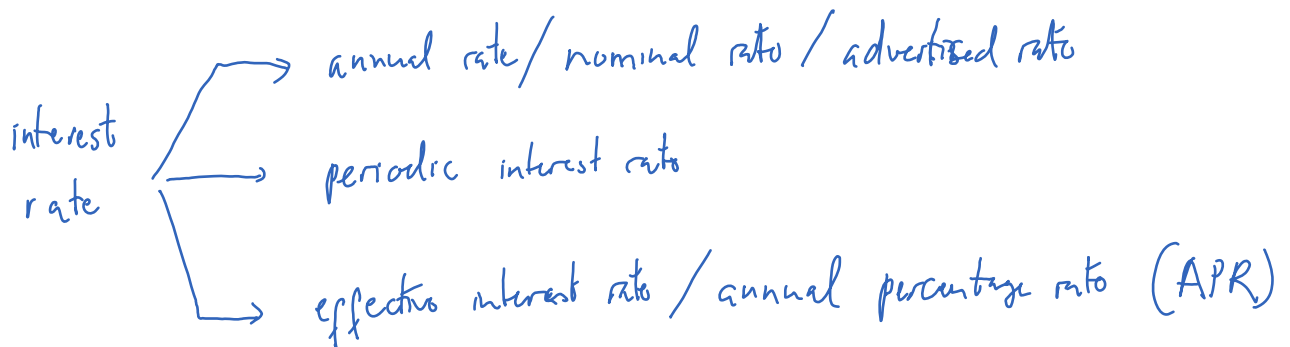 annual rate / nominal rate / advertised rate
interest
rate
periodic interest rate
effective interest rate / annual percentage rate (APR)